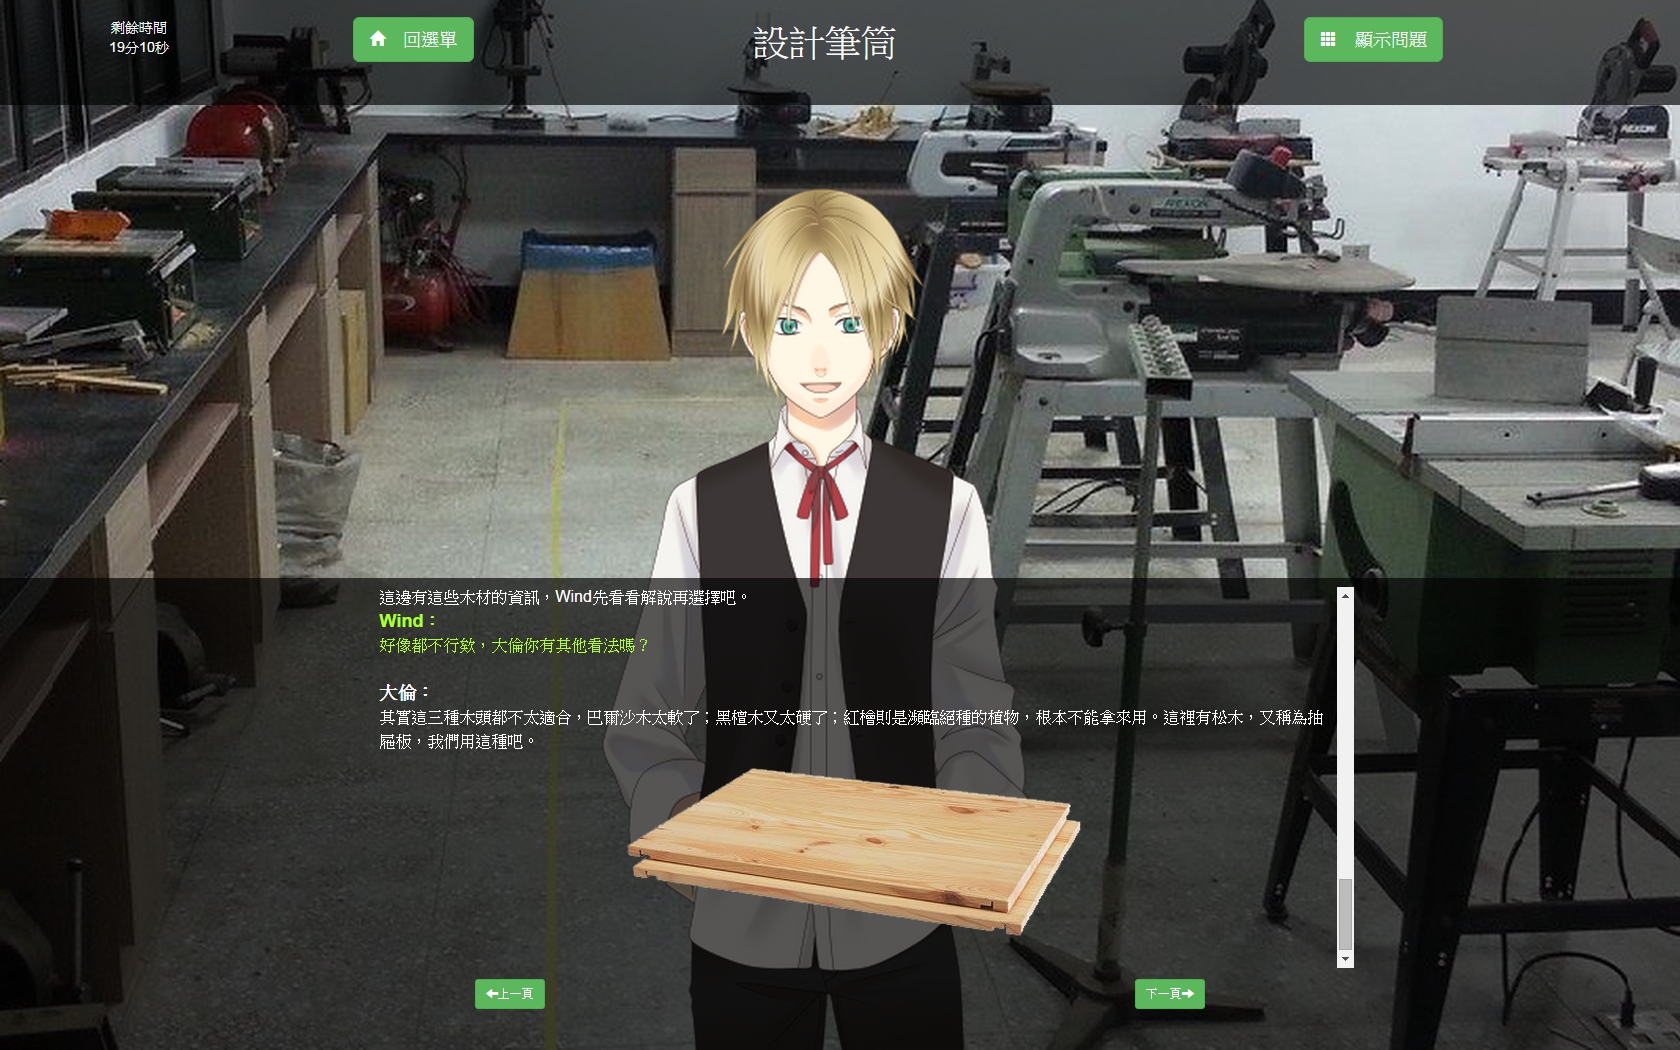 剩餘時間
19分10秒
回選單
設計筆筒
顯示問題
REXON
REXON
這邊有這些木材的資訊，Wind先看看解說再選擇吧。
Wind：
好像都不行欸，大倫你有其他看法嗎？
大倫：
其實這三種木頭都不太適合，巴爾沙木太軟了；黑檀木又太硬了；紅檜則是瀕臨絕種的植物，根本不能拿來用。這裡有松木，又稱為抽
屜板，我們用這種吧。
上一頁
下一頁